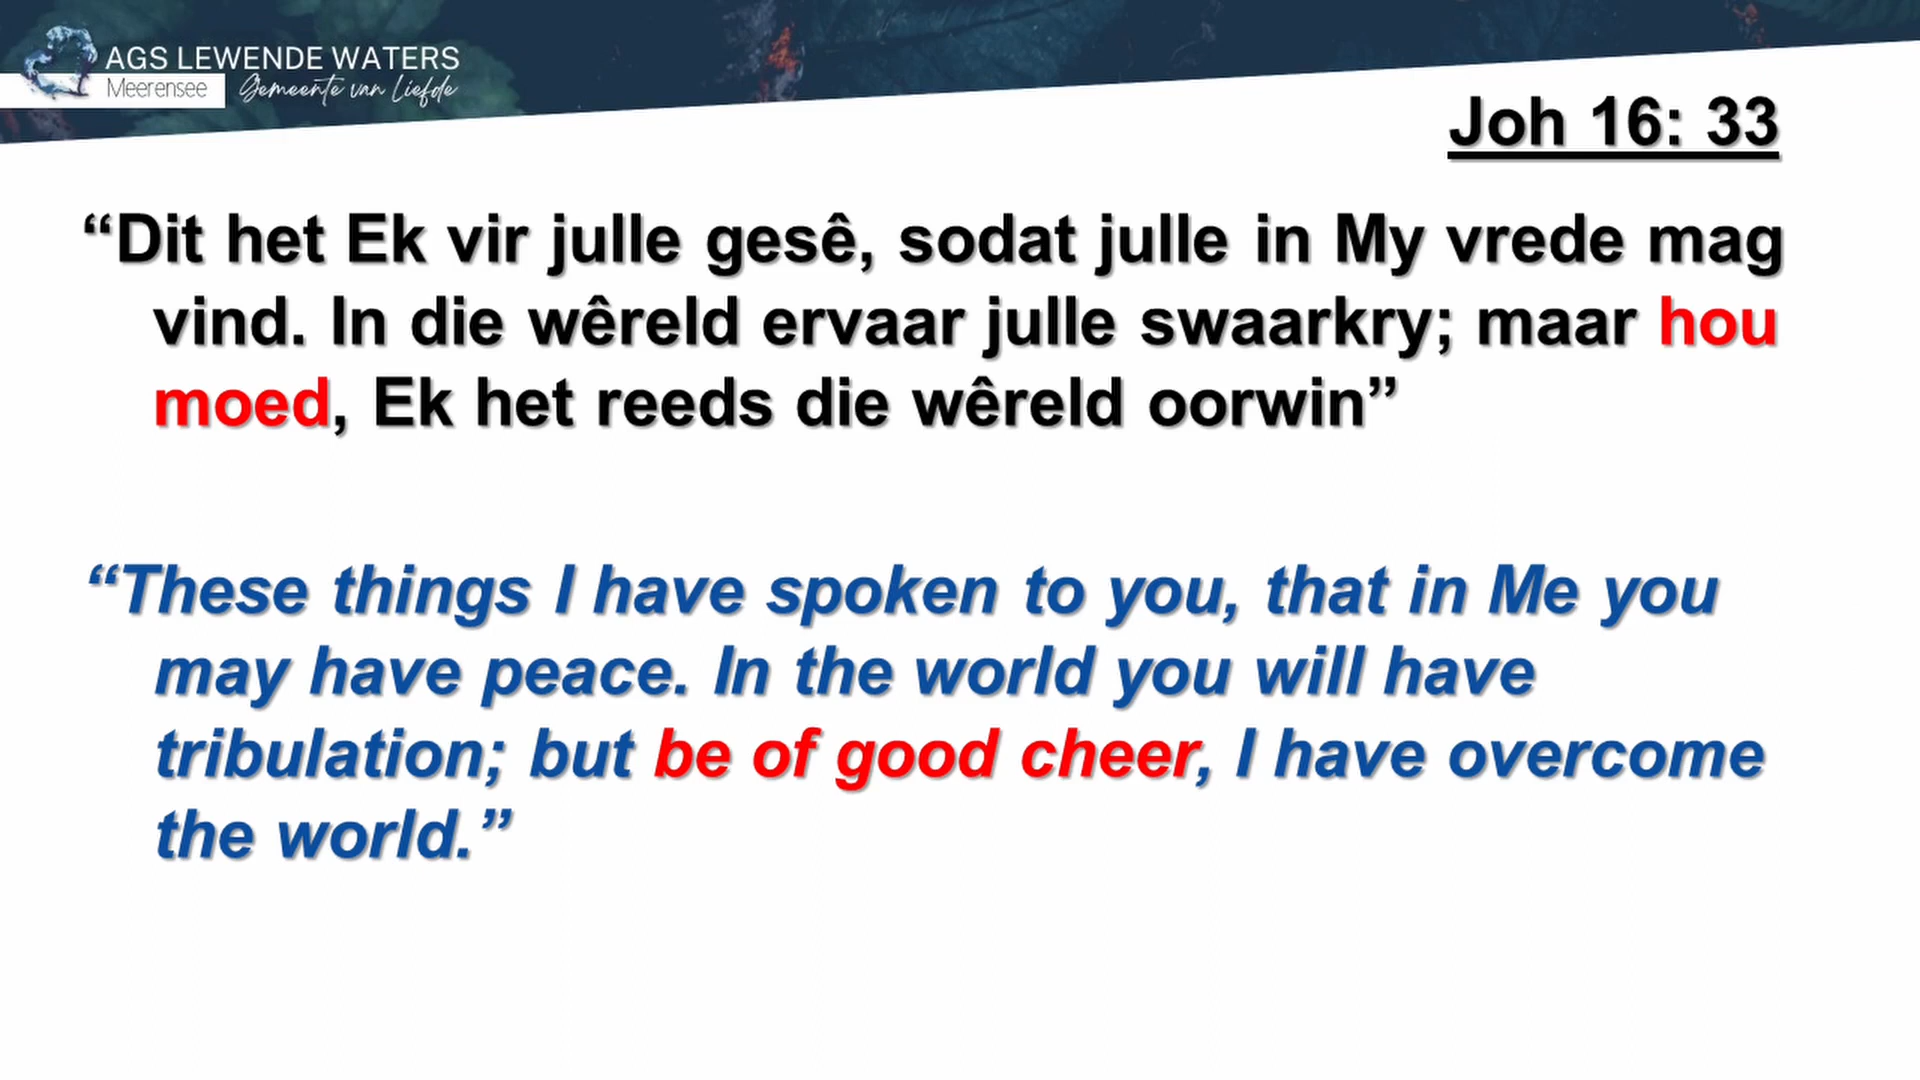 AGS LEWENDE WATERS
Meerensee Gemeente van Liefde
Joh 16: 33
“Dit het Ek vir julle gesê, sodat julle in My vrede mag
vind. In die wêreld ervaar julle swaarkry; maar hou
moed, Ek het reeds die wêreld oorwin”
“These things I have spoken to you, that in Me you
may have peace. In the world you will have
tribulation; but be of good cheer, I have overcome
the world.”